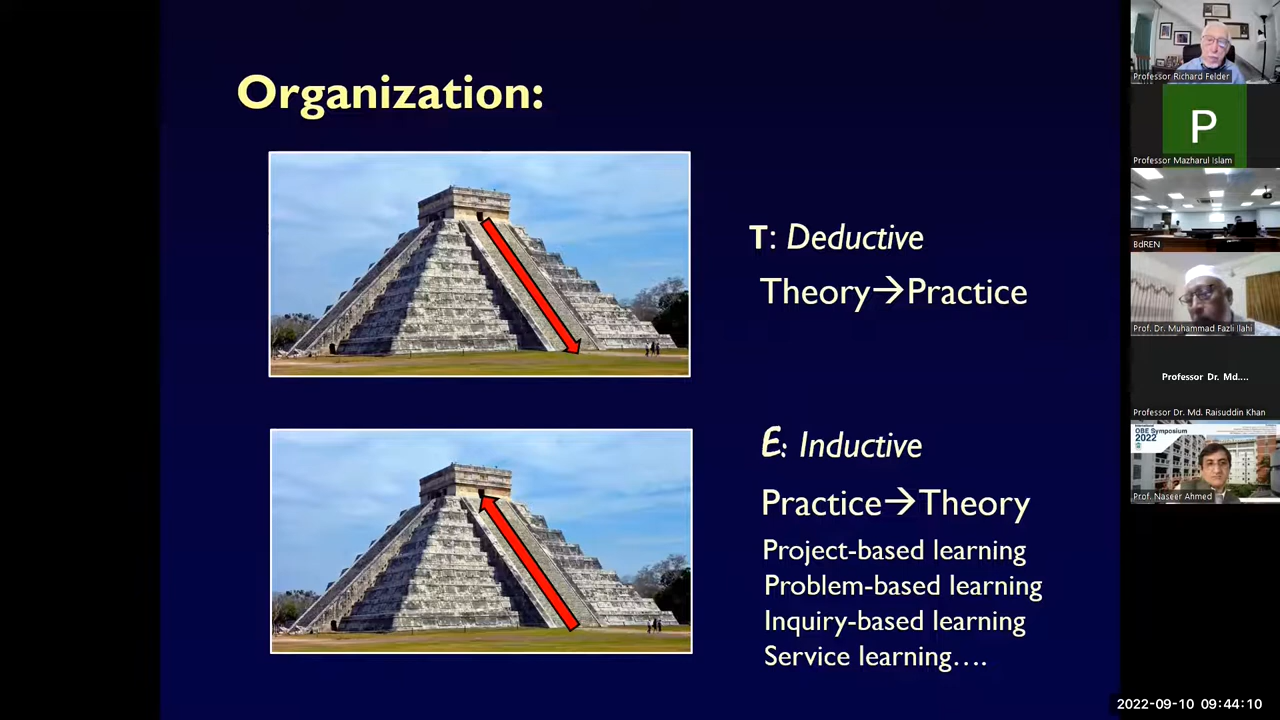 Organization:
T: Deductive
Theory→Practice
E: Inductive
Practice→Theory
Project-based learning
Problem-based learning
Inquiry-based learning
Service learning….
Professor Richard Felder
P
Professor Mazharul Islam
BdREN
Prof. Dr. Muhammad Fazli Ilahi
Professor Dr. Md....
Professor Dr. Md. Raisuddin Khan
International
OBE Symposium
2022
Prof. Naseer Ahmed
2022-09-10 09:44:10